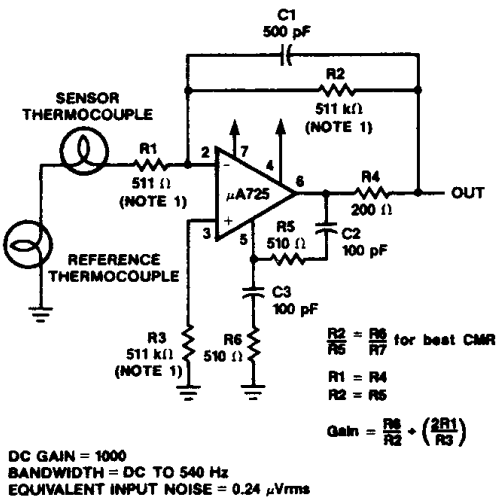 C1
500 pF
R2
511 kΩ
(NOTE 1)
SENSOR
THERMOCOUPLE
R1
511 Ω
(NOTE 1)
2
7
4
6
3
5
-
+
μA725
R4
200 Ω
OUT
R5
510 Ω
C2
100 pF
REFERENCE
THERMOCOUPLE
C3
100 pF
R3
511 kΩ
(NOTE 1)
R6
510 Ω
R2/R5 = R6/R7 for best CMR
R1 = R4
R2 = R5
Gain = R6/R2 + (2R1/R3)
DC GAIN = 1000
BANDWIDTH = DC TO 540 Hz
EQUIVALENT INPUT NOISE = 0.24 μVrms